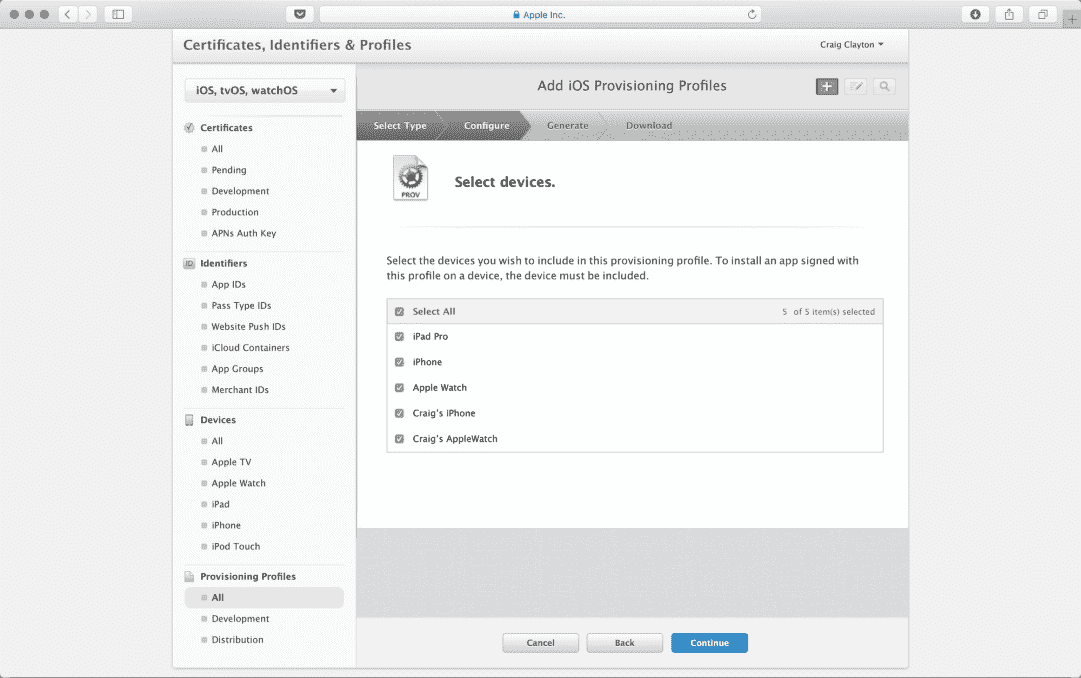 Apple Inc.
Certificates, Identifiers & Profiles
Craig Clayton
iOS, tvOS, watchOS
Certificates
All
Pending
Development
Production
APNs Auth Key
Identifiers
App IDs
Pass Type IDs
Website Push IDs
iCloud Containers
App Groups
Merchant IDs
Devices
All
Apple TV
Apple Watch
iPad
iPhone
iPod Touch
Provisioning Profiles
All
Development
Distribution
Add iOS Provisioning Profiles
Select Type
Configure
Generate
Download
PROV
Select devices.
Select the devices you wish to include in this provisioning profile. To install an app signed with
this profile on a device, the device must be included.
Select All
5 of 5 item(s) selected
iPad Pro
iPhone
Apple Watch
Craig's IPhone
Craig's AppleWatch
Cancel
Back
Continue
ID